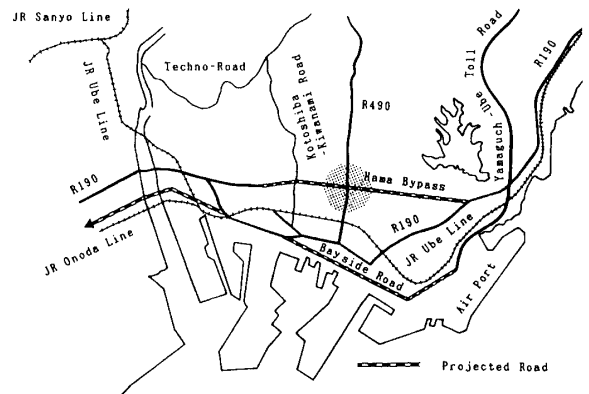 JR Sanyo Line
JR Ube Line
Techno-Road
Kotoshiba
-Kiwanami Road
R490
Yamaguch
-Ube
Toll Road
R190
R190
Hama Bypass
R190
JR Ube Line
JR Onoda Line
Bayside Road
Air Port
Projected Road